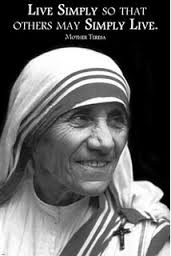 LIVE SIMPLY SO THAT
OTHERS MAY SIMPLY LIVE.
MOTHER TERESA